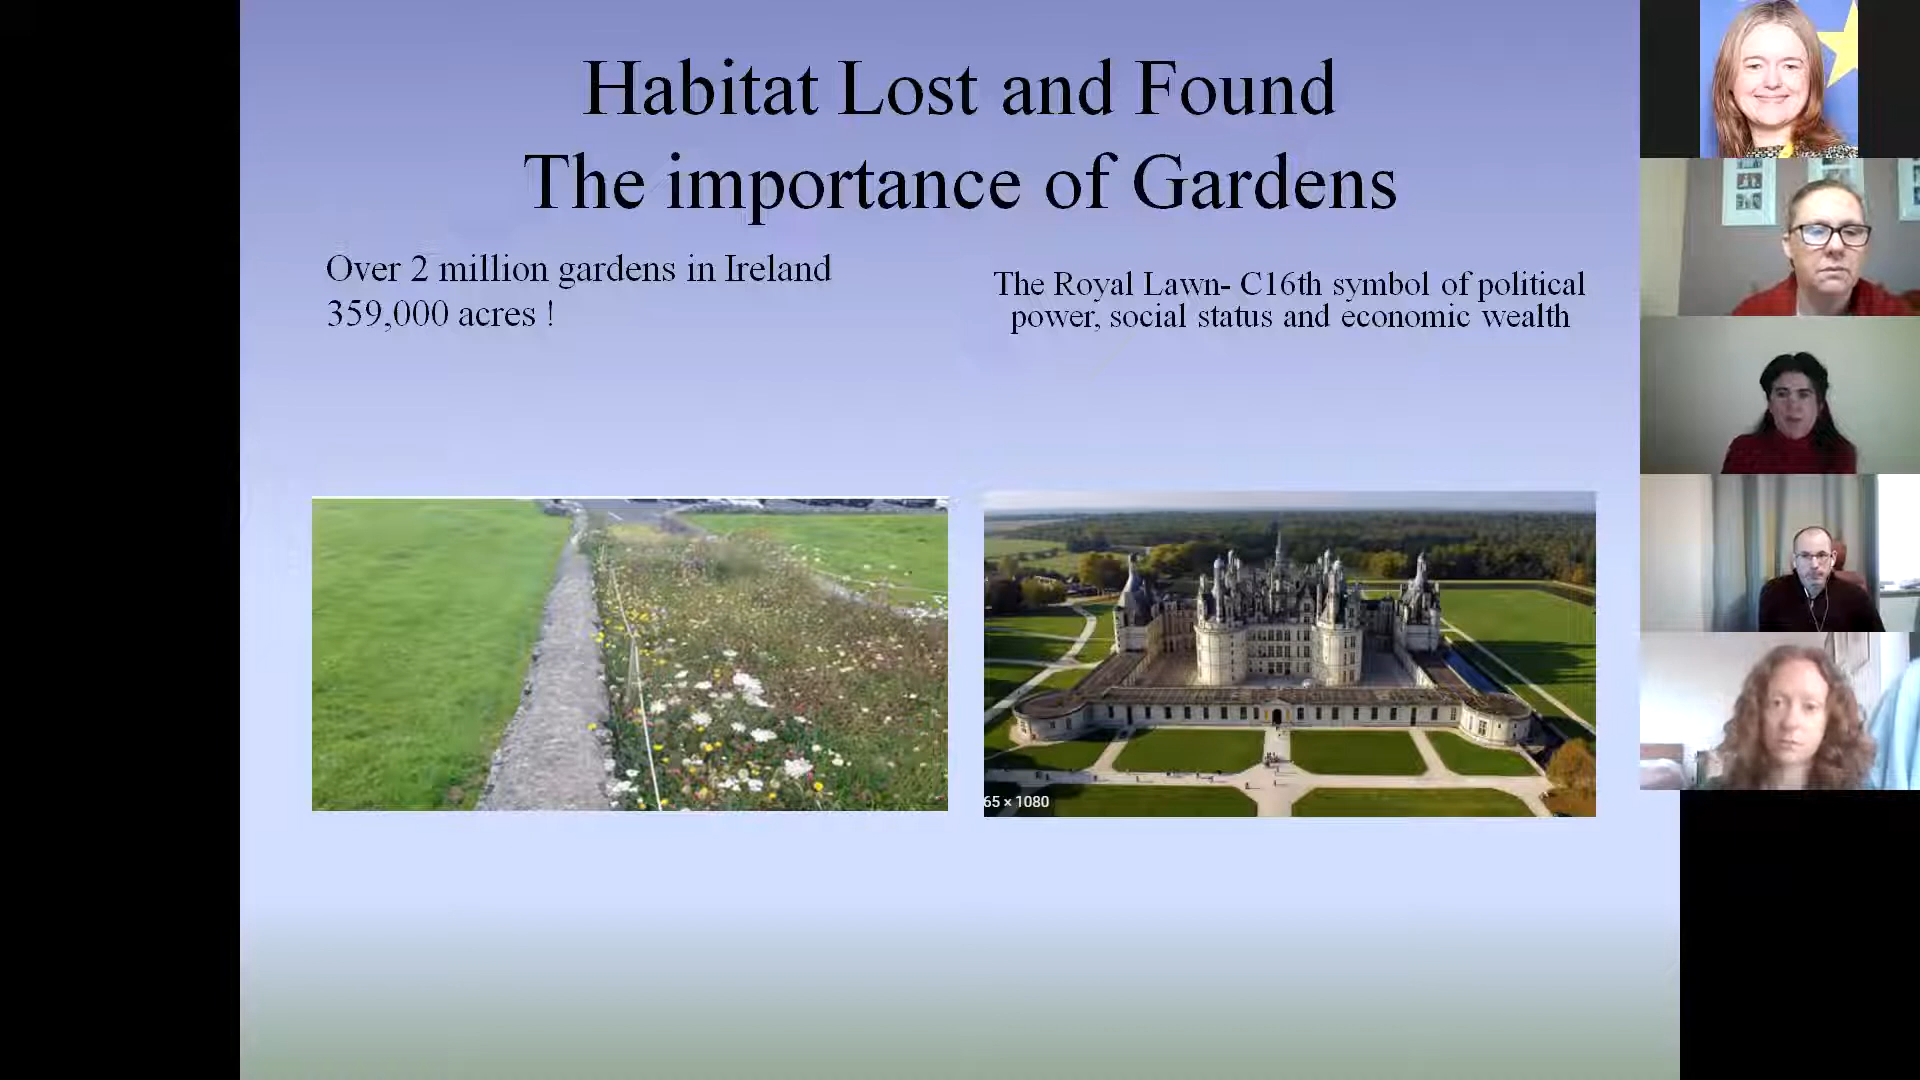 Habitat Lost and Found
The importance of Gardens
Over 2 million gardens in Ireland
359,000 acres !
The Royal Lawn- C16th symbol of political
power, social status and economic wealth
65 × 1080